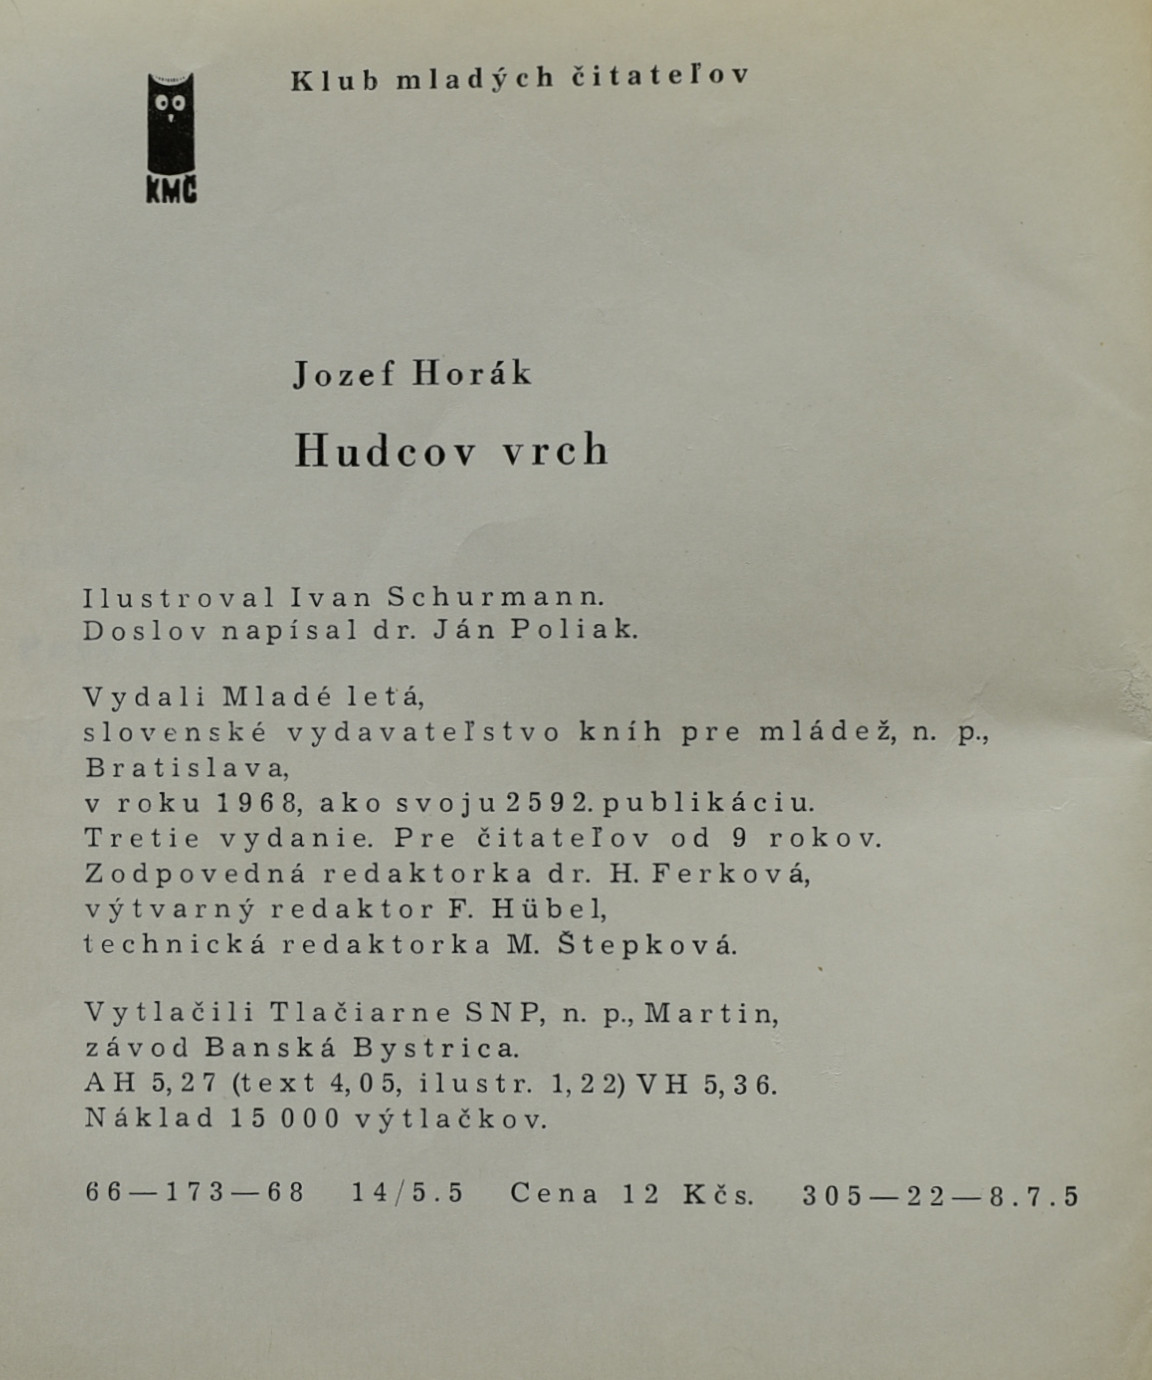 Klub mladých čitateľov
KMČ
Jozef Horák
Hudcov vrch
Ilustroval Ivan Schurmann.
Doslov napísal dr. Ján Poliak.
Vydali Mladé letá,
slovenské vydavateľstvo kníh pre mládež, n. p.,
Bratislava,
v roku 1968, ako svoju 2592. publikáciu.
Tretie vydanie. Pre čitateľov od 9 rokov.
Zodpovedná redaktorka dr. H. Ferková,
výtvarný redaktor F. Hübel,
technická redaktorka M. Štepková.
Vytlačili Tlačiarne SNP, n. p., Martin,
závod Banská Bystrica.
AH 5,27 (text 4,05, ilustr. 1,22) VH 5,36.
Náklad 15 000 výtlačkov.
66—173—68 14/5.5 Cena 12 Kčs. 305—22—8.7.5